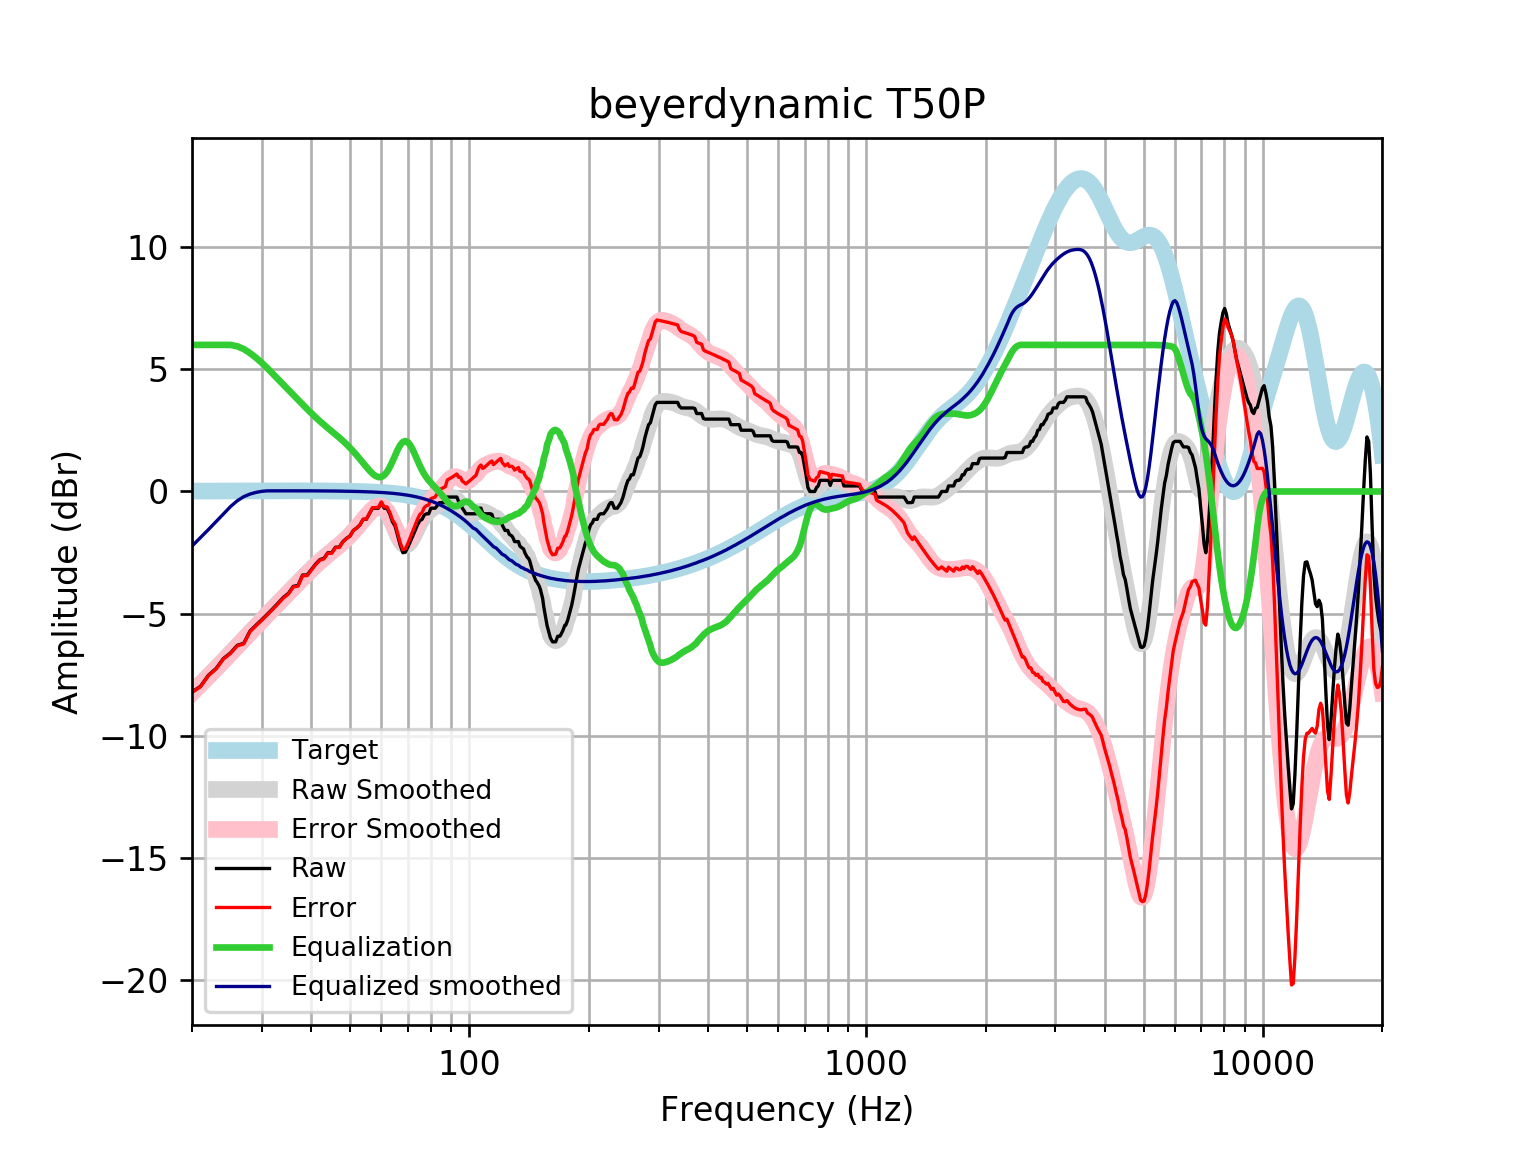 beyerdynamic T50P
Amplitude (dBr)
10
5
0
−5
−10
−15
−20
Target
Raw Smoothed
Error Smoothed
Raw
Error
Equalization
Equalized smoothed
100
1000
10000
Frequency (Hz)